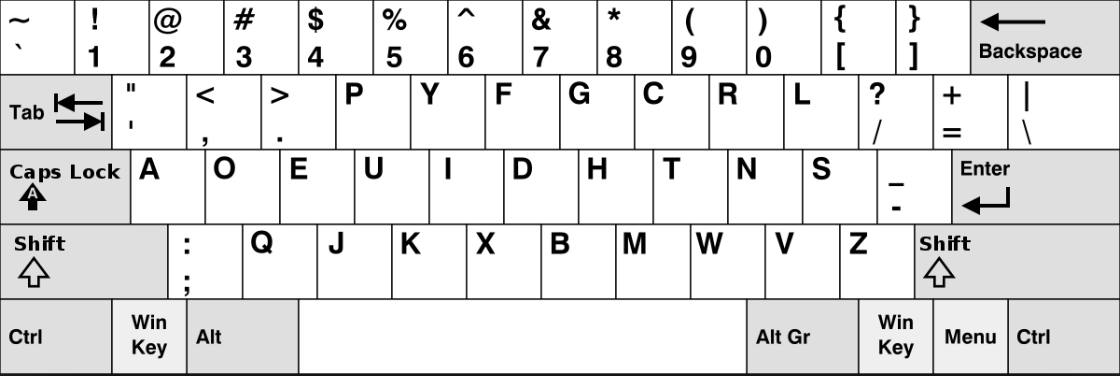 ~ ! @ # $ % ^ & * ( ) { }
` 1 2 3 4 5 6 7 8 9 0 [ ] Backspace
Tab " < > P Y F G C R L ? + |
' , . / = \
Caps Lock A O E U I D H T N S _ Enter
A -
Shift : Q J K X B M W V Z Shift
;
Ctrl Win Key Alt Alt Gr Win Key Menu Ctrl